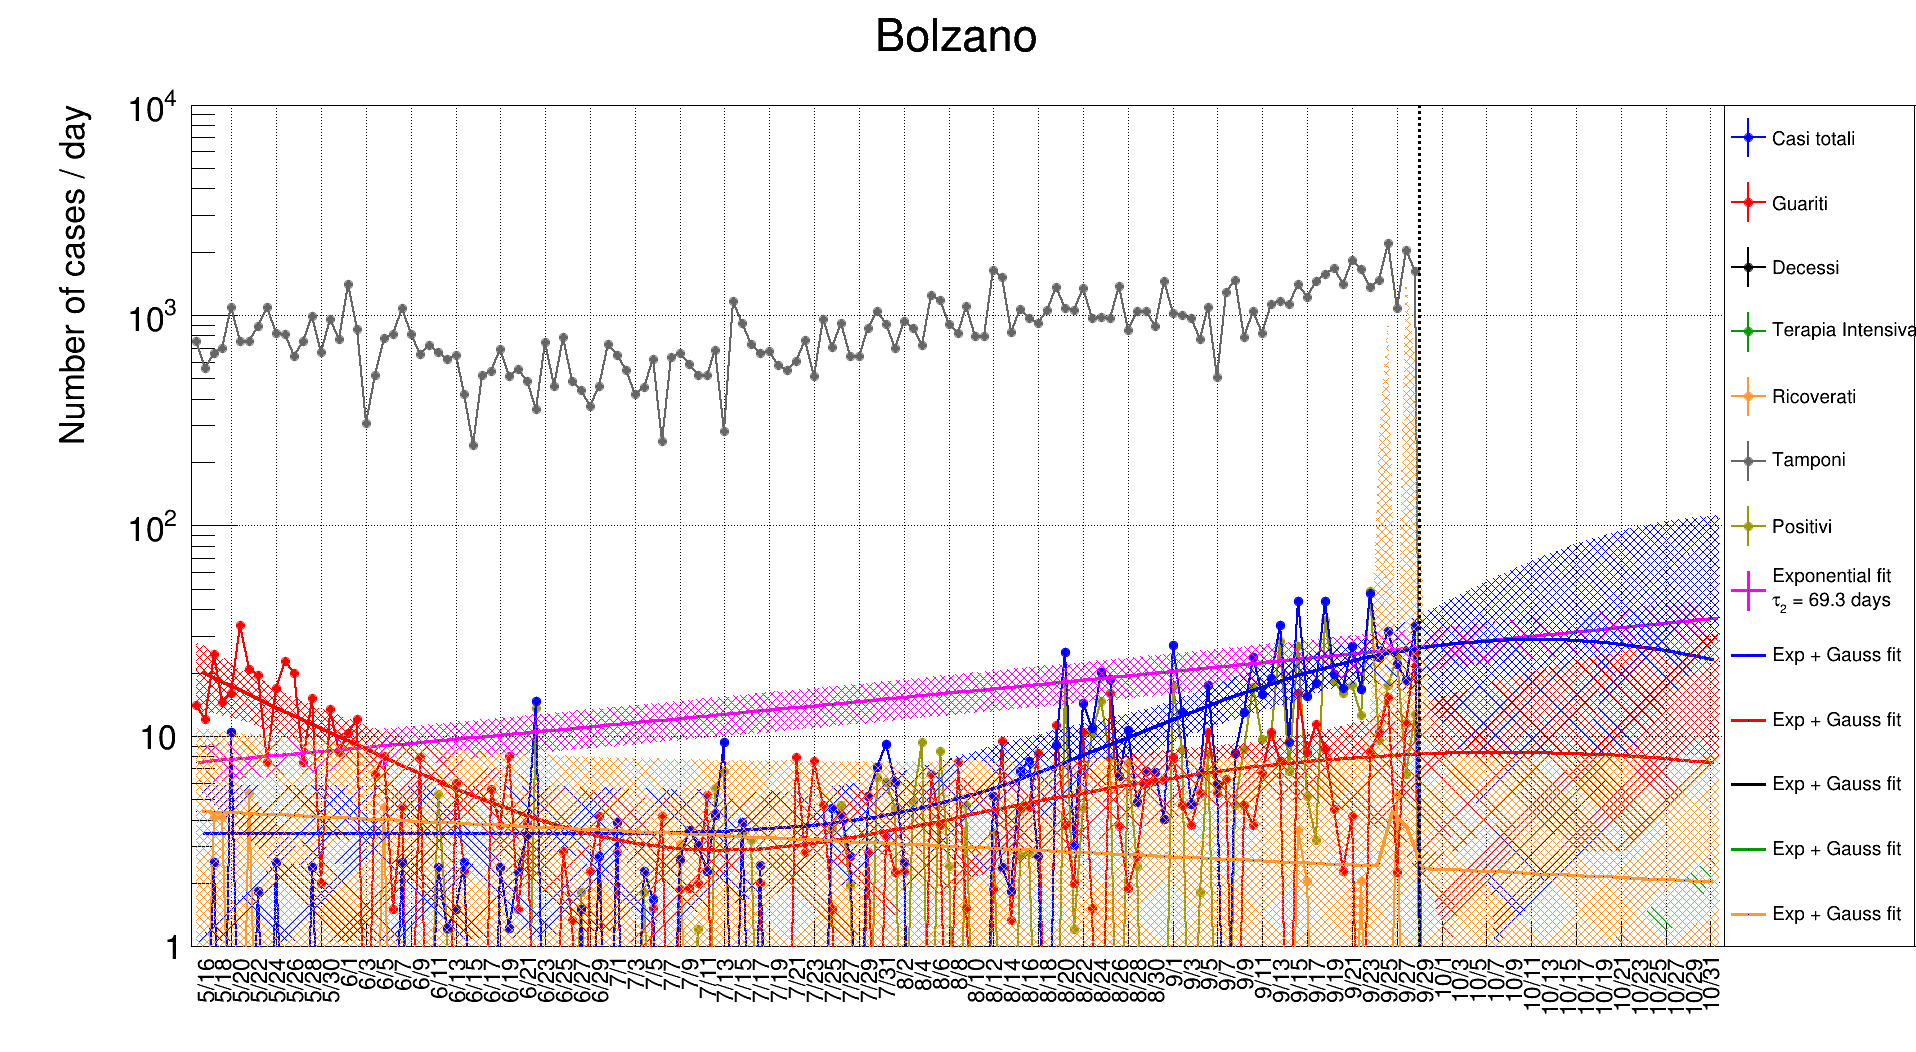 Bolzano
Number of cases / day
10^4
10^3
10^2
10
1
5/16 5/18 5/20 5/22 5/24 5/26 5/28 5/30 6/1 6/3 6/5 6/7 6/9 6/11 6/13 6/15 6/17 6/19 6/21 6/23 6/25 6/27 6/29 7/1 7/3 7/5 7/7 7/9 7/11 7/13 7/15 7/17 7/19 7/21 7/23 7/25 7/27 7/29 7/31 8/2 8/4 8/6 8/8 8/10 8/12 8/14 8/16 8/18 8/20 8/22 8/24 8/26 8/28 8/30 9/1 9/3 9/5 9/7 9/9 9/11 9/13 9/15 9/17 9/19 9/21 9/23 9/25 9/27 9/29 10/1 10/3 10/5 10/7 10/9 10/11 10/13 10/15 10/17 10/19 10/21 10/23 10/25 10/27 10/29 10/31
Casi totali
Guariti
Decessi
Terapia Intensiva
Ricoverati
Tamponi
Positivi
Exponential fit
τ₂ = 69.3 days
Exp + Gauss fit
Exp + Gauss fit
Exp + Gauss fit
Exp + Gauss fit
Exp + Gauss fit